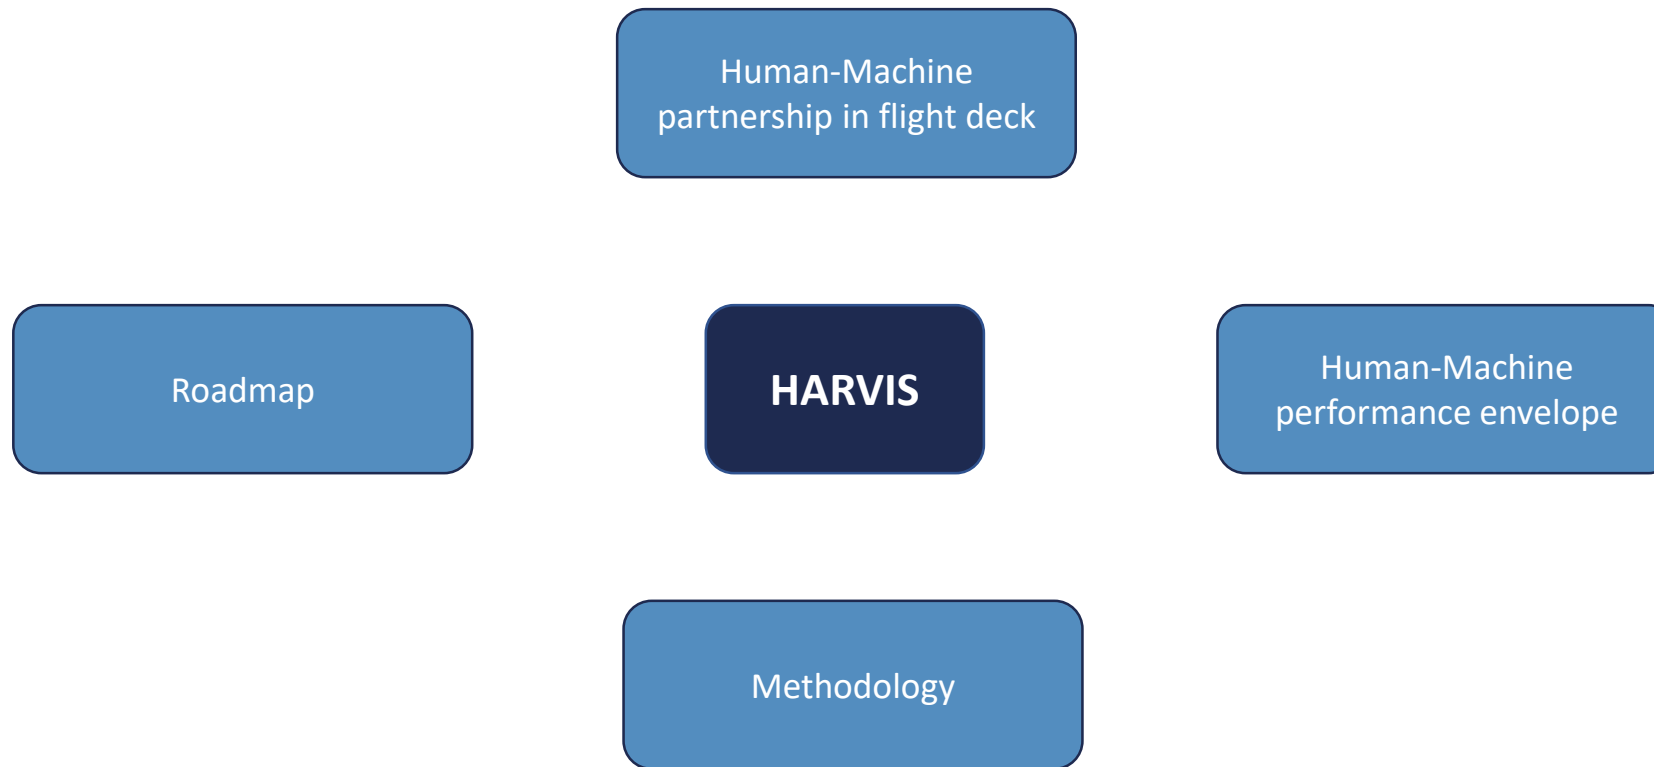 Human-Machine
partnership in flight deck
Roadmap
HARVIS
Human-Machine
performance envelope
Methodology